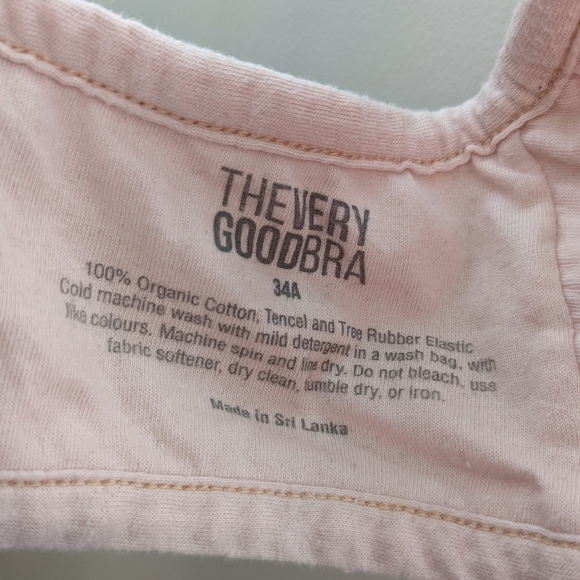 THEVERY
GOODBRA
34A
100% Organic Cotton, Tencel and Tree Rubber Elastic
Cold machine wash with mild detergent in a wash bag, with
like colours. Machine spin and line dry. Do not bleach, use
fabric softener, dry clean, tumble dry, or iron.
Made in Sri Lanka